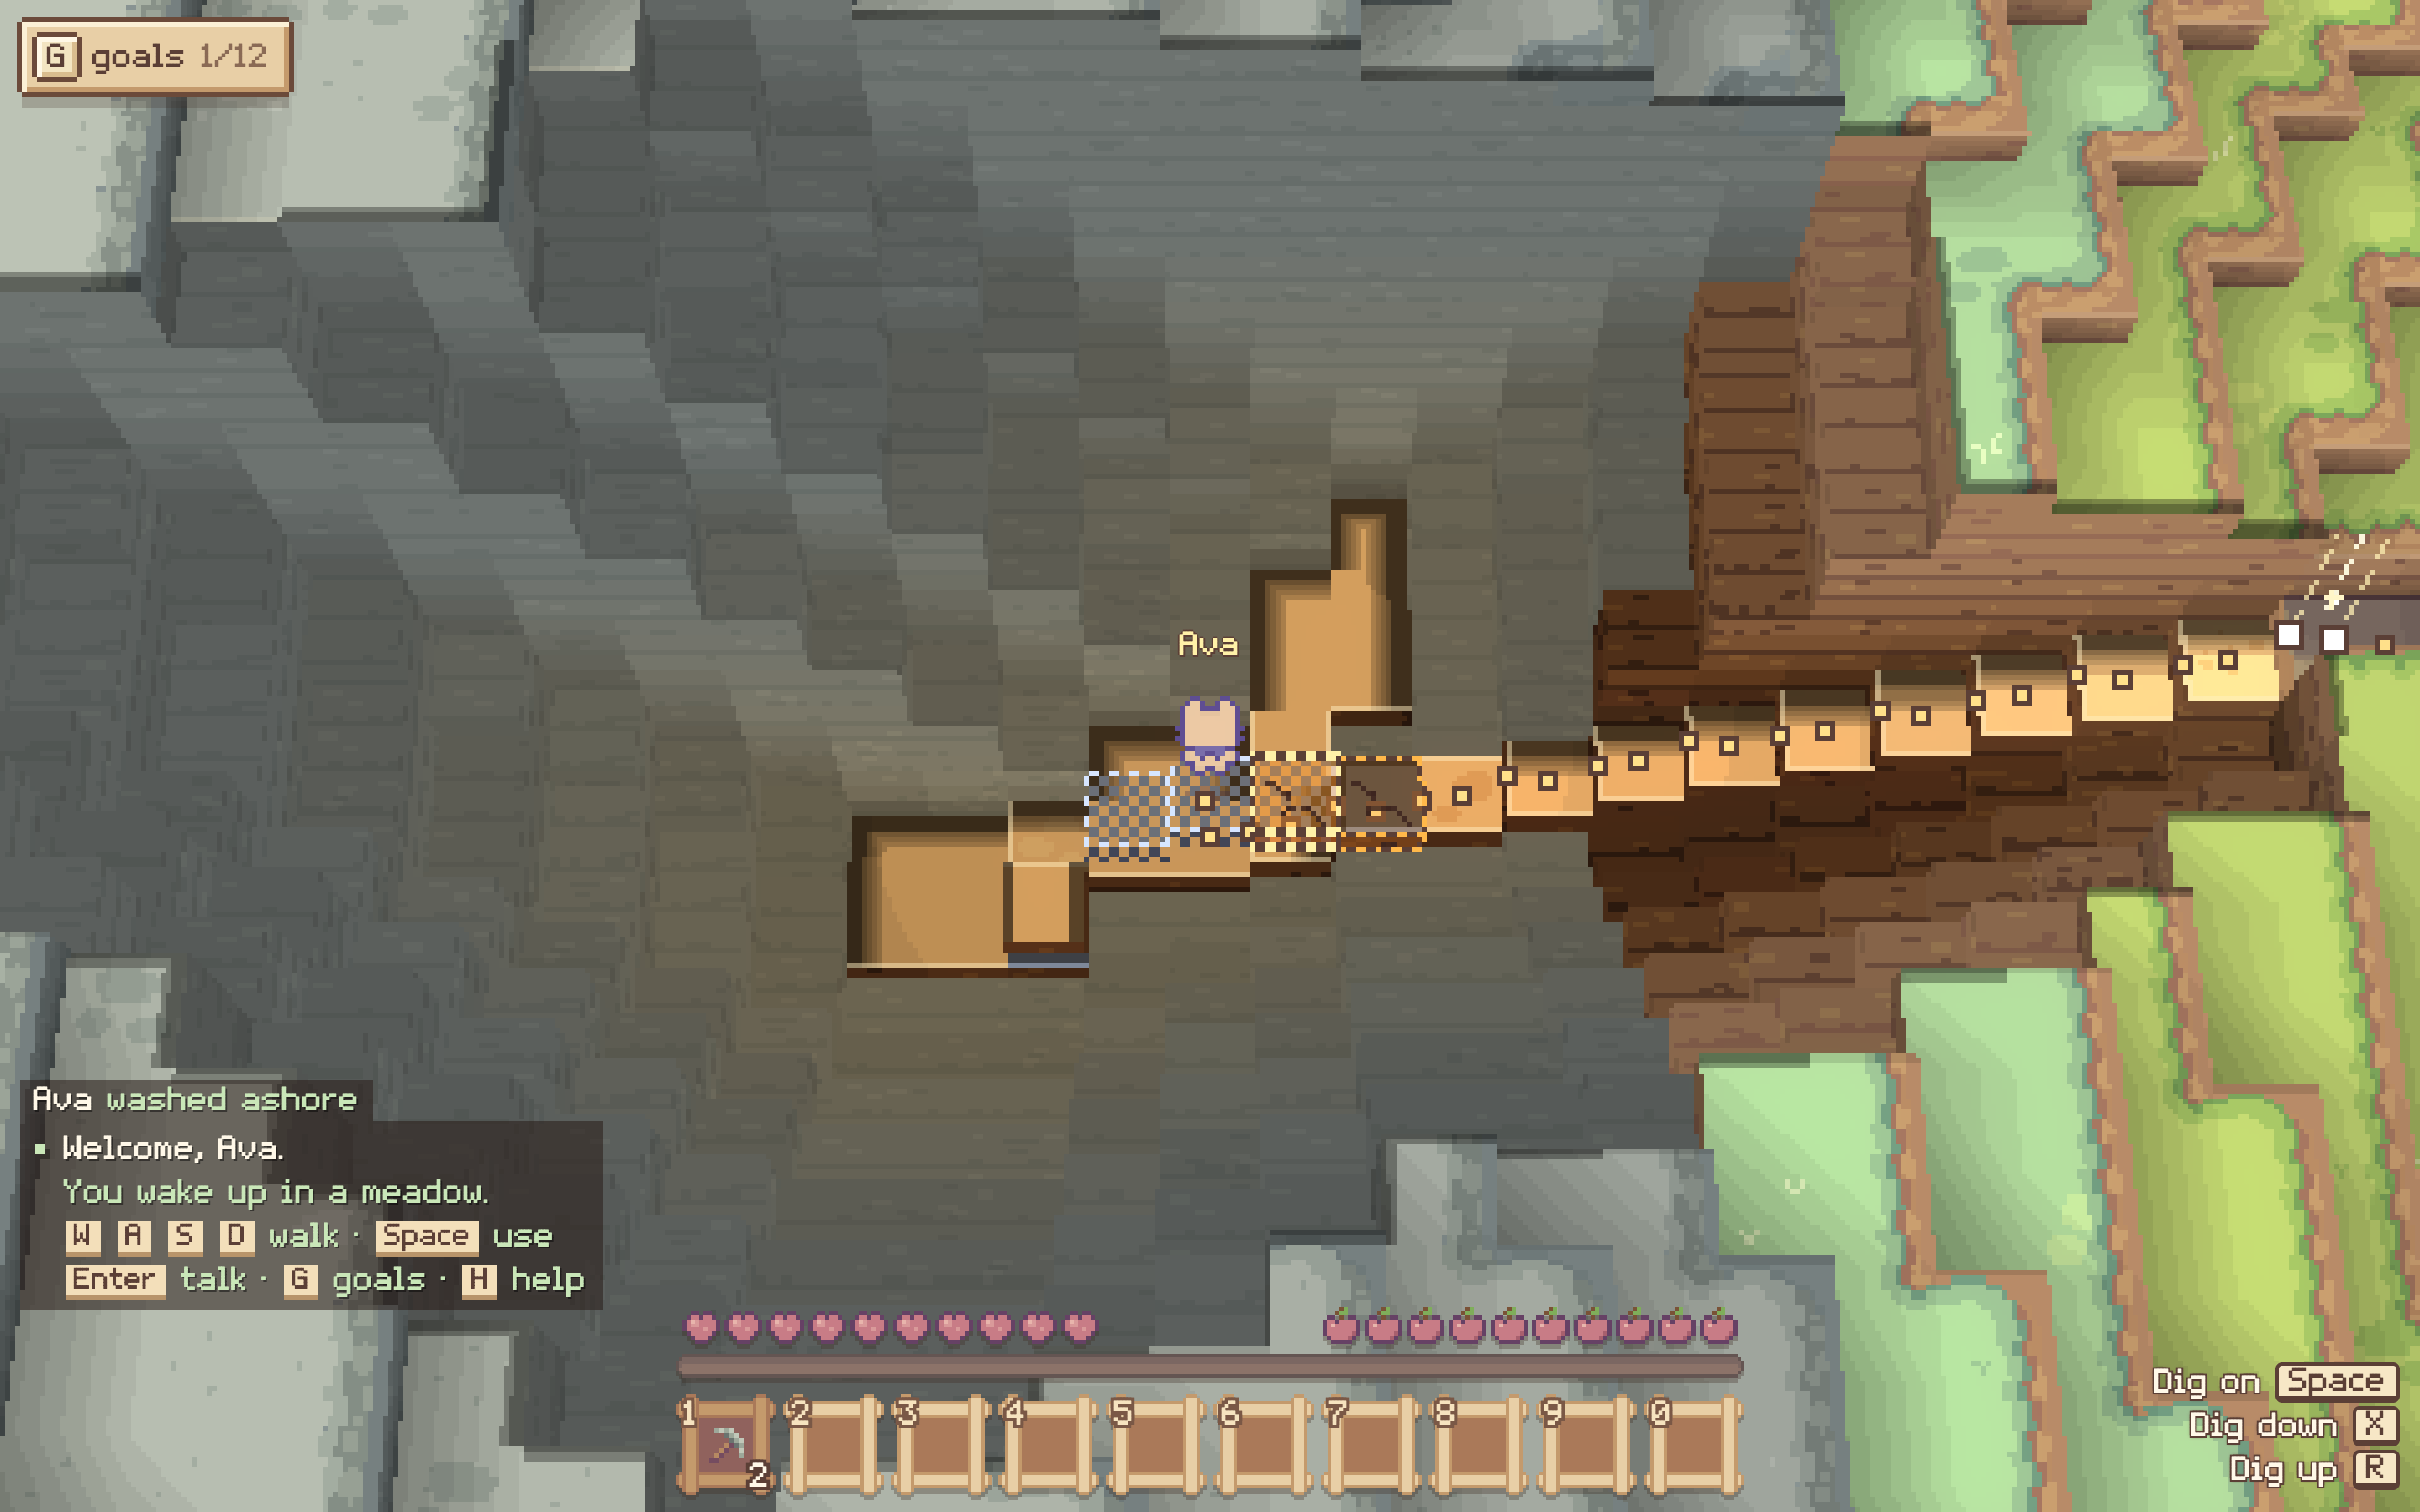 G goals 1/12
Ava
Ava washed ashore
Welcome, Ava.
You wake up in a meadow.
W A S D walk · Space use
Enter talk · G goals · H help
1 2 3 4 5 6 7 8 9 0
2
Dig on Space
Dig down X
Dig up R